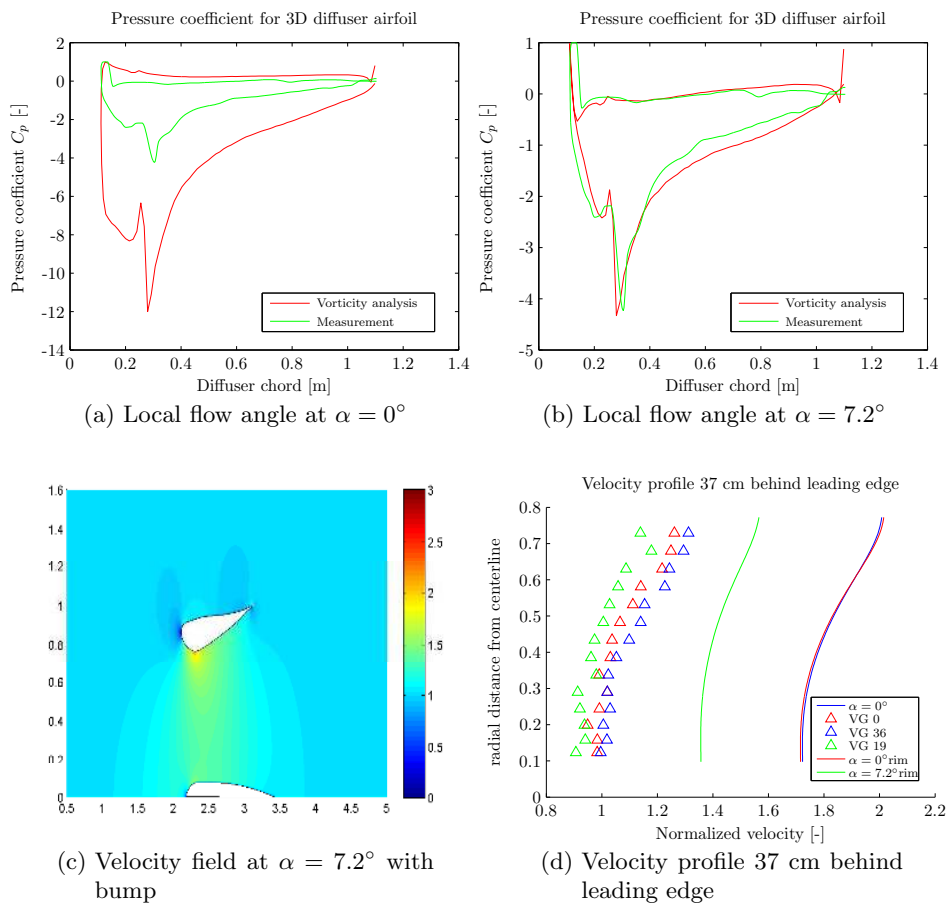 Pressure coefficient for 3D diffuser airfoil
2
0
-2
-4
-6
-8
-10
-12
-14
Pressure coefficient Cp [-]
Vorticity analysis
Measurement
0 0.2 0.4 0.6 0.8 1 1.2 1.4
Diffuser chord [m]
(a) Local flow angle at α = 0°
Pressure coefficient for 3D diffuser airfoil
1
0
-1
-2
-3
-4
-5
Pressure coefficient Cp [-]
Vorticity analysis
Measurement
0 0.2 0.4 0.6 0.8 1 1.2 1.4
Diffuser chord [m]
(b) Local flow angle at α = 7.2°
1.6
1.4
1.2
1
0.8
0.6
0.4
0.2
0
0.5 1 1.5 2 2.5 3 3.5 4 4.5 5
3
2.5
2
1.5
1
0.5
0
(c) Velocity field at α = 7.2° with
bump
Velocity profile 37 cm behind leading edge
0.8
0.7
0.6
0.5
0.4
0.3
0.2
0.1
0
radial distance from centerline
α = 0°
VG 0
VG 36
VG 19
α = 0°rim
α = 7.2°rim
0.8 1 1.2 1.4 1.6 1.8 2 2.2
Normalized velocity [-]
(d) Velocity profile 37 cm behind
leading edge